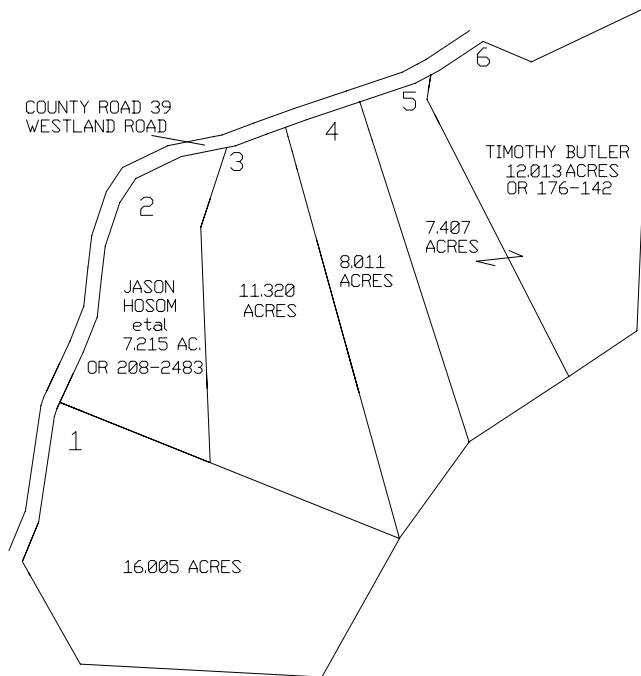 COUNTY ROAD 39
WESTLAND ROAD
6
5
4
3
2
1
TIMOTHY BUTLER
12.013 ACRES
OR 176-142
7.407
ACRES
8.011
ACRES
11.320
ACRES
JASON
HOSOM
etal
7.215 AC.
OR 208-2483
16.005 ACRES